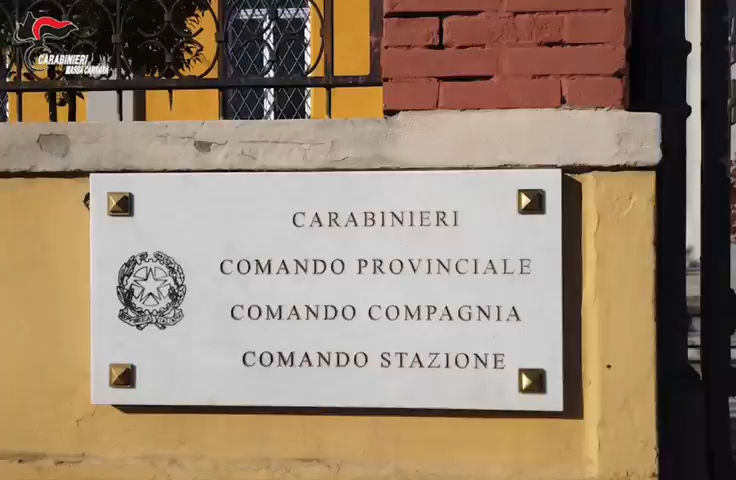 CARABINIERI
MASSA CARRARA
CARABINIERI
COMANDO PROVINCIALE
COMANDO COMPAGNIA
COMANDO STAZIONE